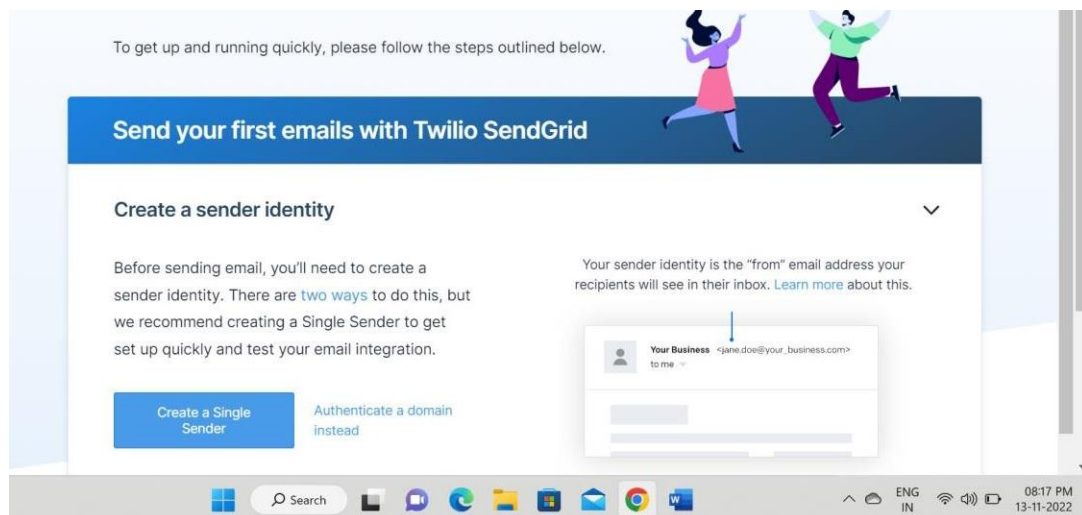 To get up and running quickly, please follow the steps outlined below.
Send your first emails with Twilio SendGrid
Create a sender identity
Before sending email, you'll need to create a
sender identity. There are two ways to do this, but
we recommend creating a Single Sender to get
set up quickly and test your email integration.
Create a Single
Sender
Authenticate a domain
instead
Your sender identity is the "from" email address your
recipients will see in their inbox. Learn more about this.
Your Business <jane.doe@your_business.com>
to me
Search
ENG
IN
08:17 PM
13-11-2022